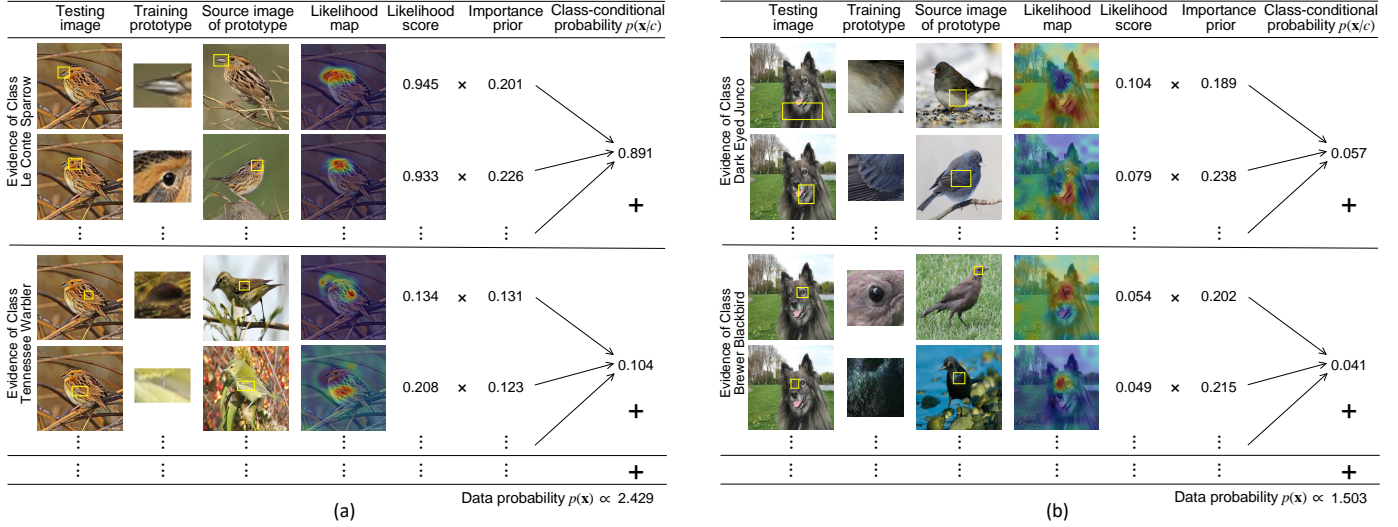 Testing image
Training prototype
Source image of prototype
Likelihood map
Likelihood score
Importance prior
Class-conditional probability p(x/c)
Evidence of Class
Le Conte Sparrow
0.945 × 0.201
0.933 × 0.226
0.891
+
⋮ ⋮ ⋮ ⋮ ⋮ ⋮
Evidence of Class
Tennessee Warbler
0.134 × 0.131
0.208 × 0.123
0.104
+
⋮ ⋮ ⋮ ⋮ ⋮ ⋮
⋮ ⋮ ⋮ ⋮ ⋮ ⋮ +
Data probability p(x) ∝ 2.429
(a)
Testing image
Training prototype
Source image of prototype
Likelihood map
Likelihood score
Importance prior
Class-conditional probability p(x/c)
Evidence of Class
Dark Eyed Junco
0.104 × 0.189
0.079 × 0.238
0.057
+
⋮ ⋮ ⋮ ⋮ ⋮ ⋮
Evidence of Class
Brewer Blackbird
0.054 × 0.202
0.049 × 0.215
0.041
+
⋮ ⋮ ⋮ ⋮ ⋮ ⋮
⋮ ⋮ ⋮ ⋮ ⋮ ⋮ +
Data probability p(x) ∝ 1.503
(b)